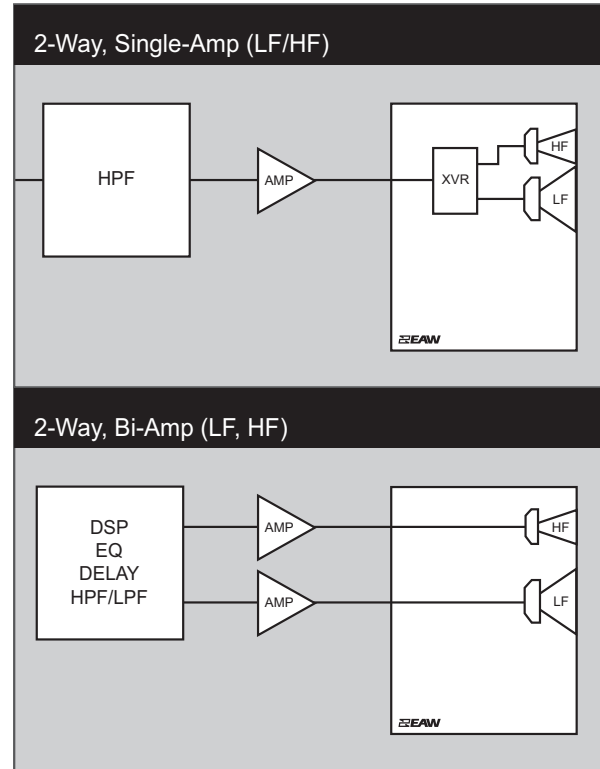 2-Way, Single-Amp (LF/HF)
HPF
AMP
XVR
HF
LF
EAW
2-Way, Bi-Amp (LF, HF)
DSP
EQ
DELAY
HPF/LPF
AMP
AMP
HF
LF
EAW